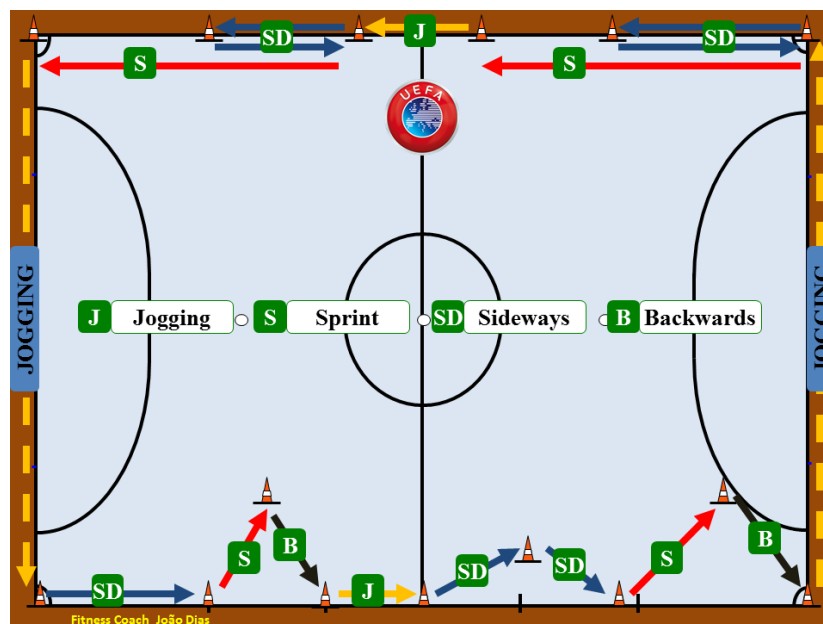 J
SD
SD
S
S
UEFA
JOGGING
J Jogging S Sprint SD Sideways B Backwards
JOGGING
S
B
S
B
SD
J
SD
SD
Fitness Coach João Dias